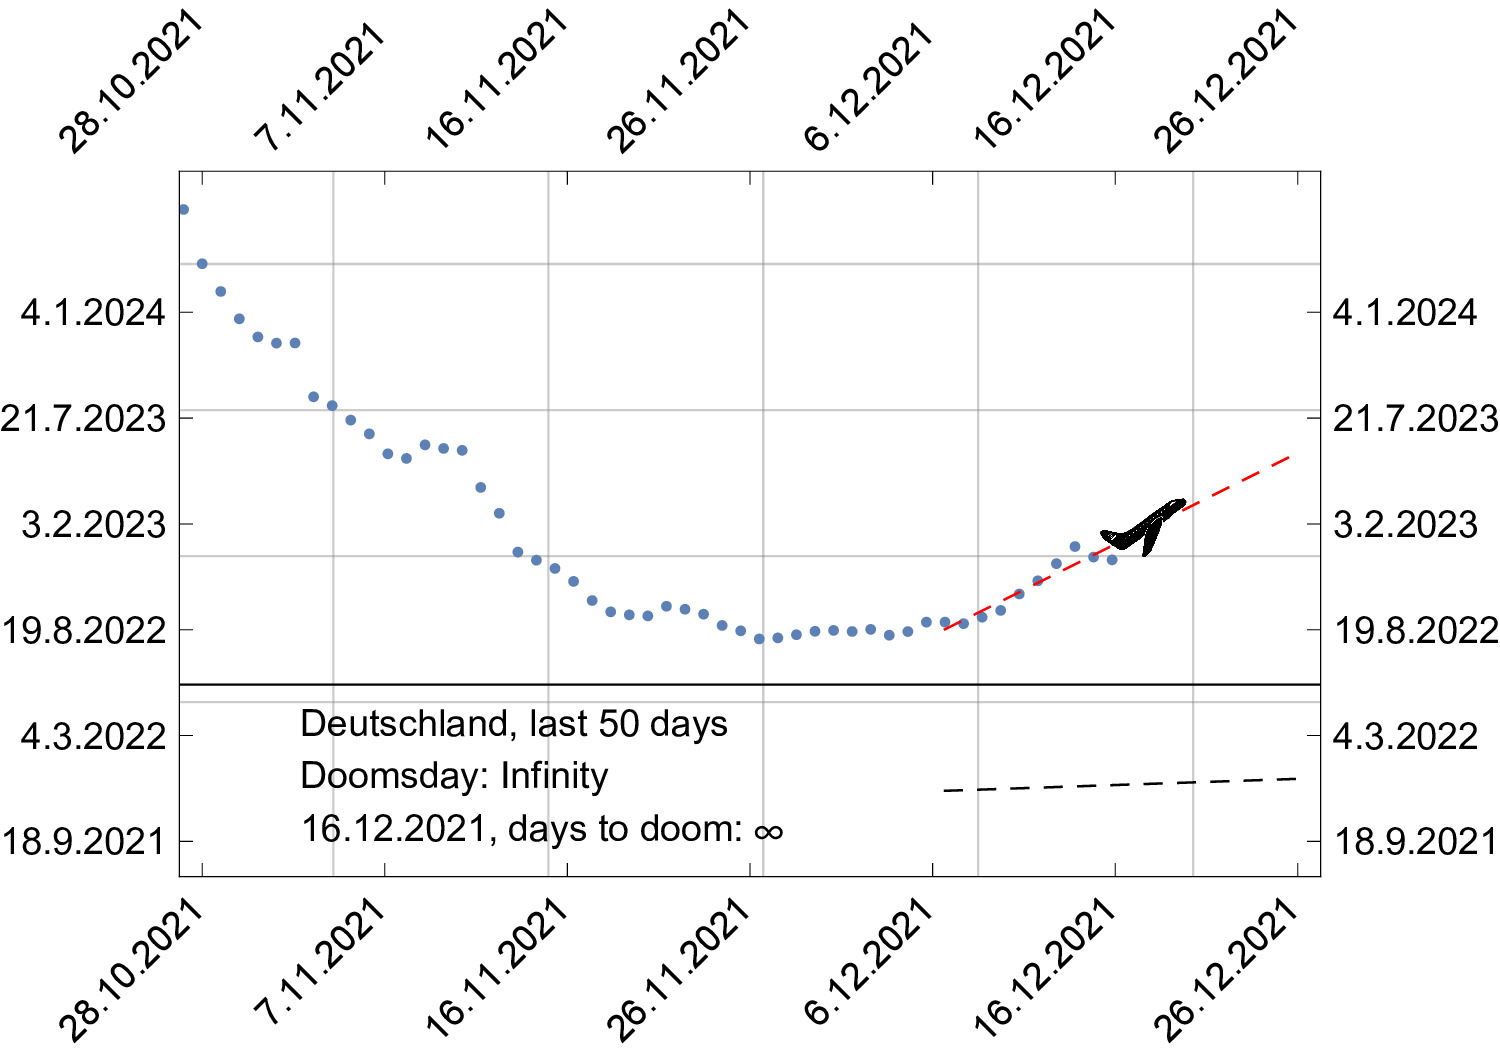 28.10.2021 7.11.2021 16.11.2021 26.11.2021 6.12.2021 16.12.2021 26.12.2021
4.1.2024 4.1.2024
21.7.2023 21.7.2023
3.2.2023 3.2.2023
19.8.2022 19.8.2022
Deutschland, last 50 days
4.3.2022 4.3.2022
Doomsday: Infinity
16.12.2021, days to doom: ∞
18.9.2021 18.9.2021
28.10.2021 7.11.2021 16.11.2021 26.11.2021 6.12.2021 16.12.2021 26.12.2021